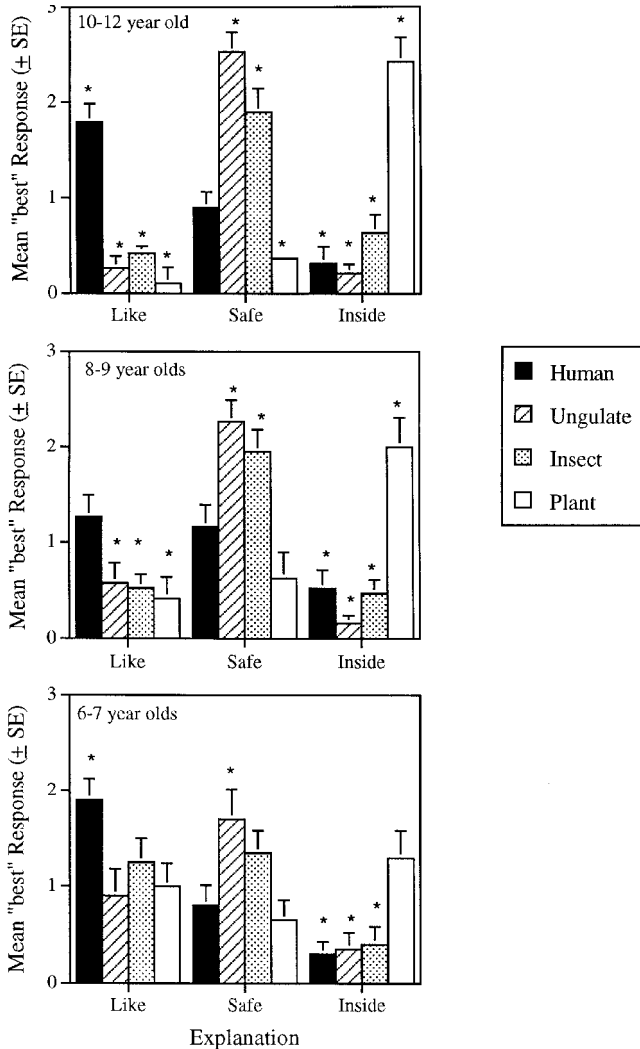 3
10-12 year old
*
*
*
*
*
2
*
*
*
*
*
*
1
0
Like
Safe
Inside
Mean "best" Response (± SE)
3
8-9 year olds
*
*
*
2
1
*
*
*
*
*
*
0
Like
Safe
Inside
Mean "best" Response (± SE)
Human
Ungulate
Insect
Plant
3
6-7 year olds
*
*
2
1
*
*
*
0
Like
Safe
Inside
Mean "best" Response (± SE)
Explanation